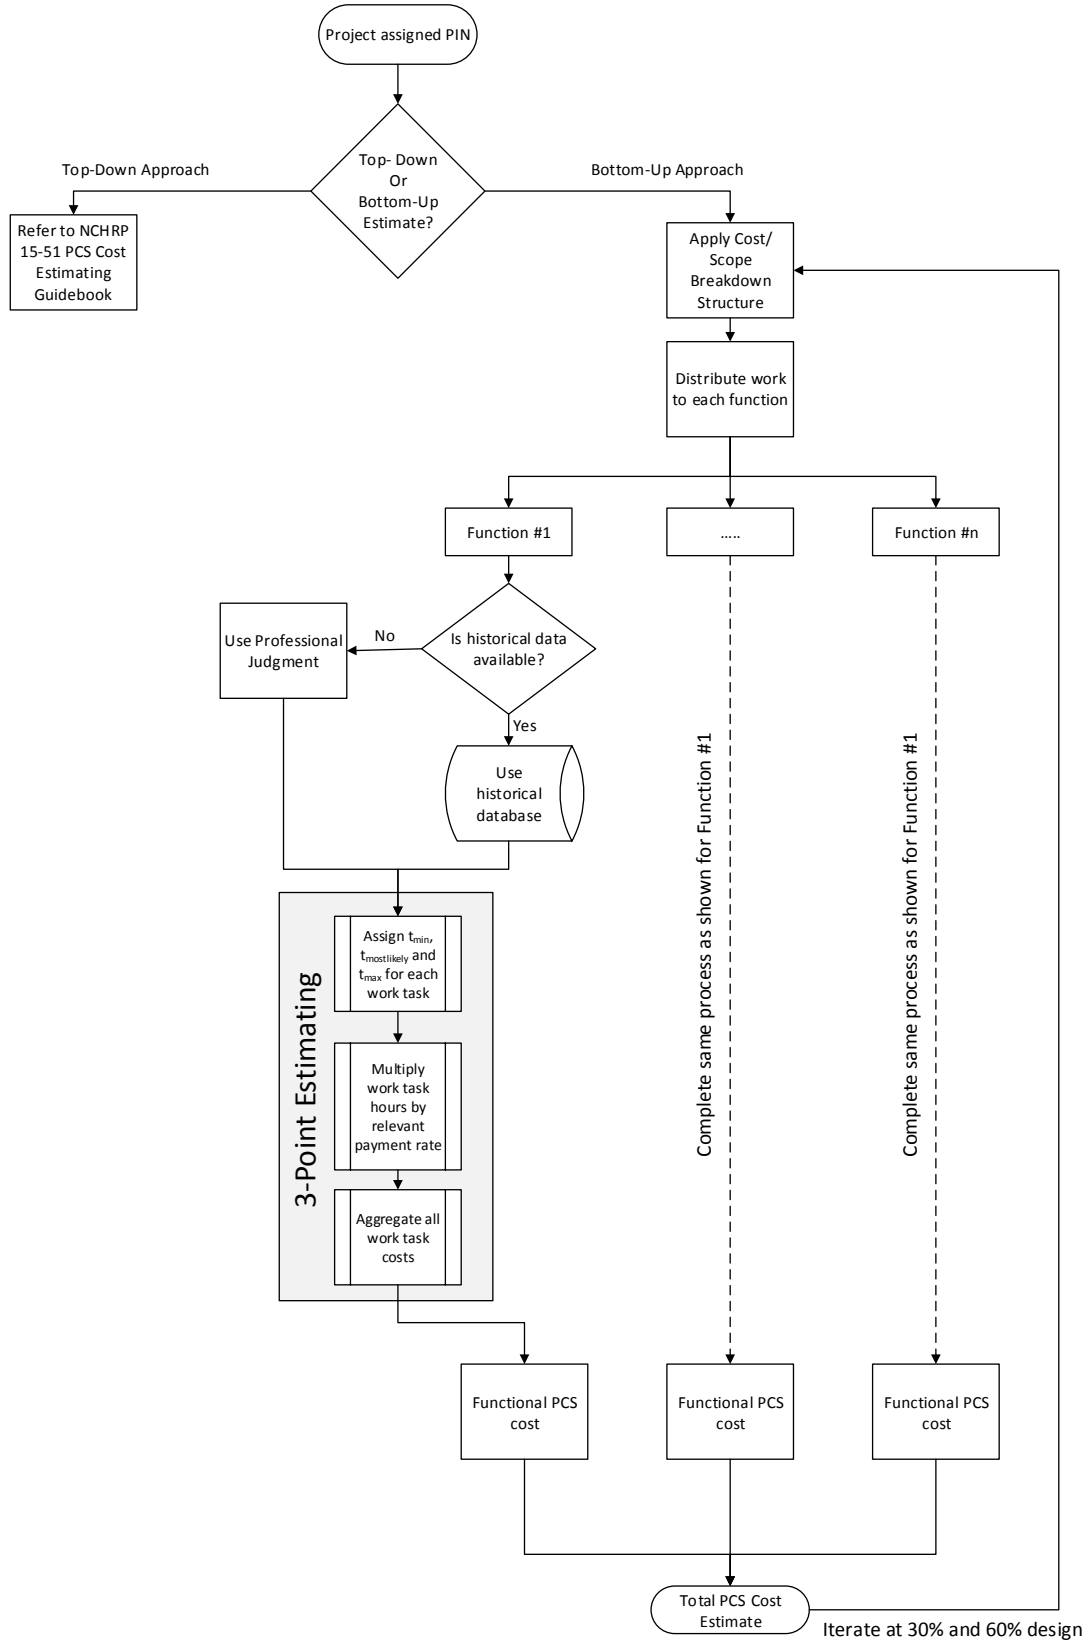 Project assigned PIN
Top- Down
Or
Bottom-Up
Estimate?
Top-Down Approach
Bottom-Up Approach
Refer to NCHRP
15-51 PCS Cost
Estimating
Guidebook
Apply Cost/
Scope
Breakdown
Structure
Distribute work
to each function
Function #1
.....
Function #n
Is historical data
available?
No
Use Professional
Judgment
Yes
Use
historical
database
3-Point Estimating
Assign tmin,
tmostlikely and
tmax for each
work task
Multiply
work task
hours by
relevant
payment rate
Aggregate all
work task
costs
Complete same process as shown for Function #1
Complete same process as shown for Function #1
Functional PCS
cost
Functional PCS
cost
Functional PCS
cost
Total PCS Cost
Estimate
Iterate at 30% and 60% design